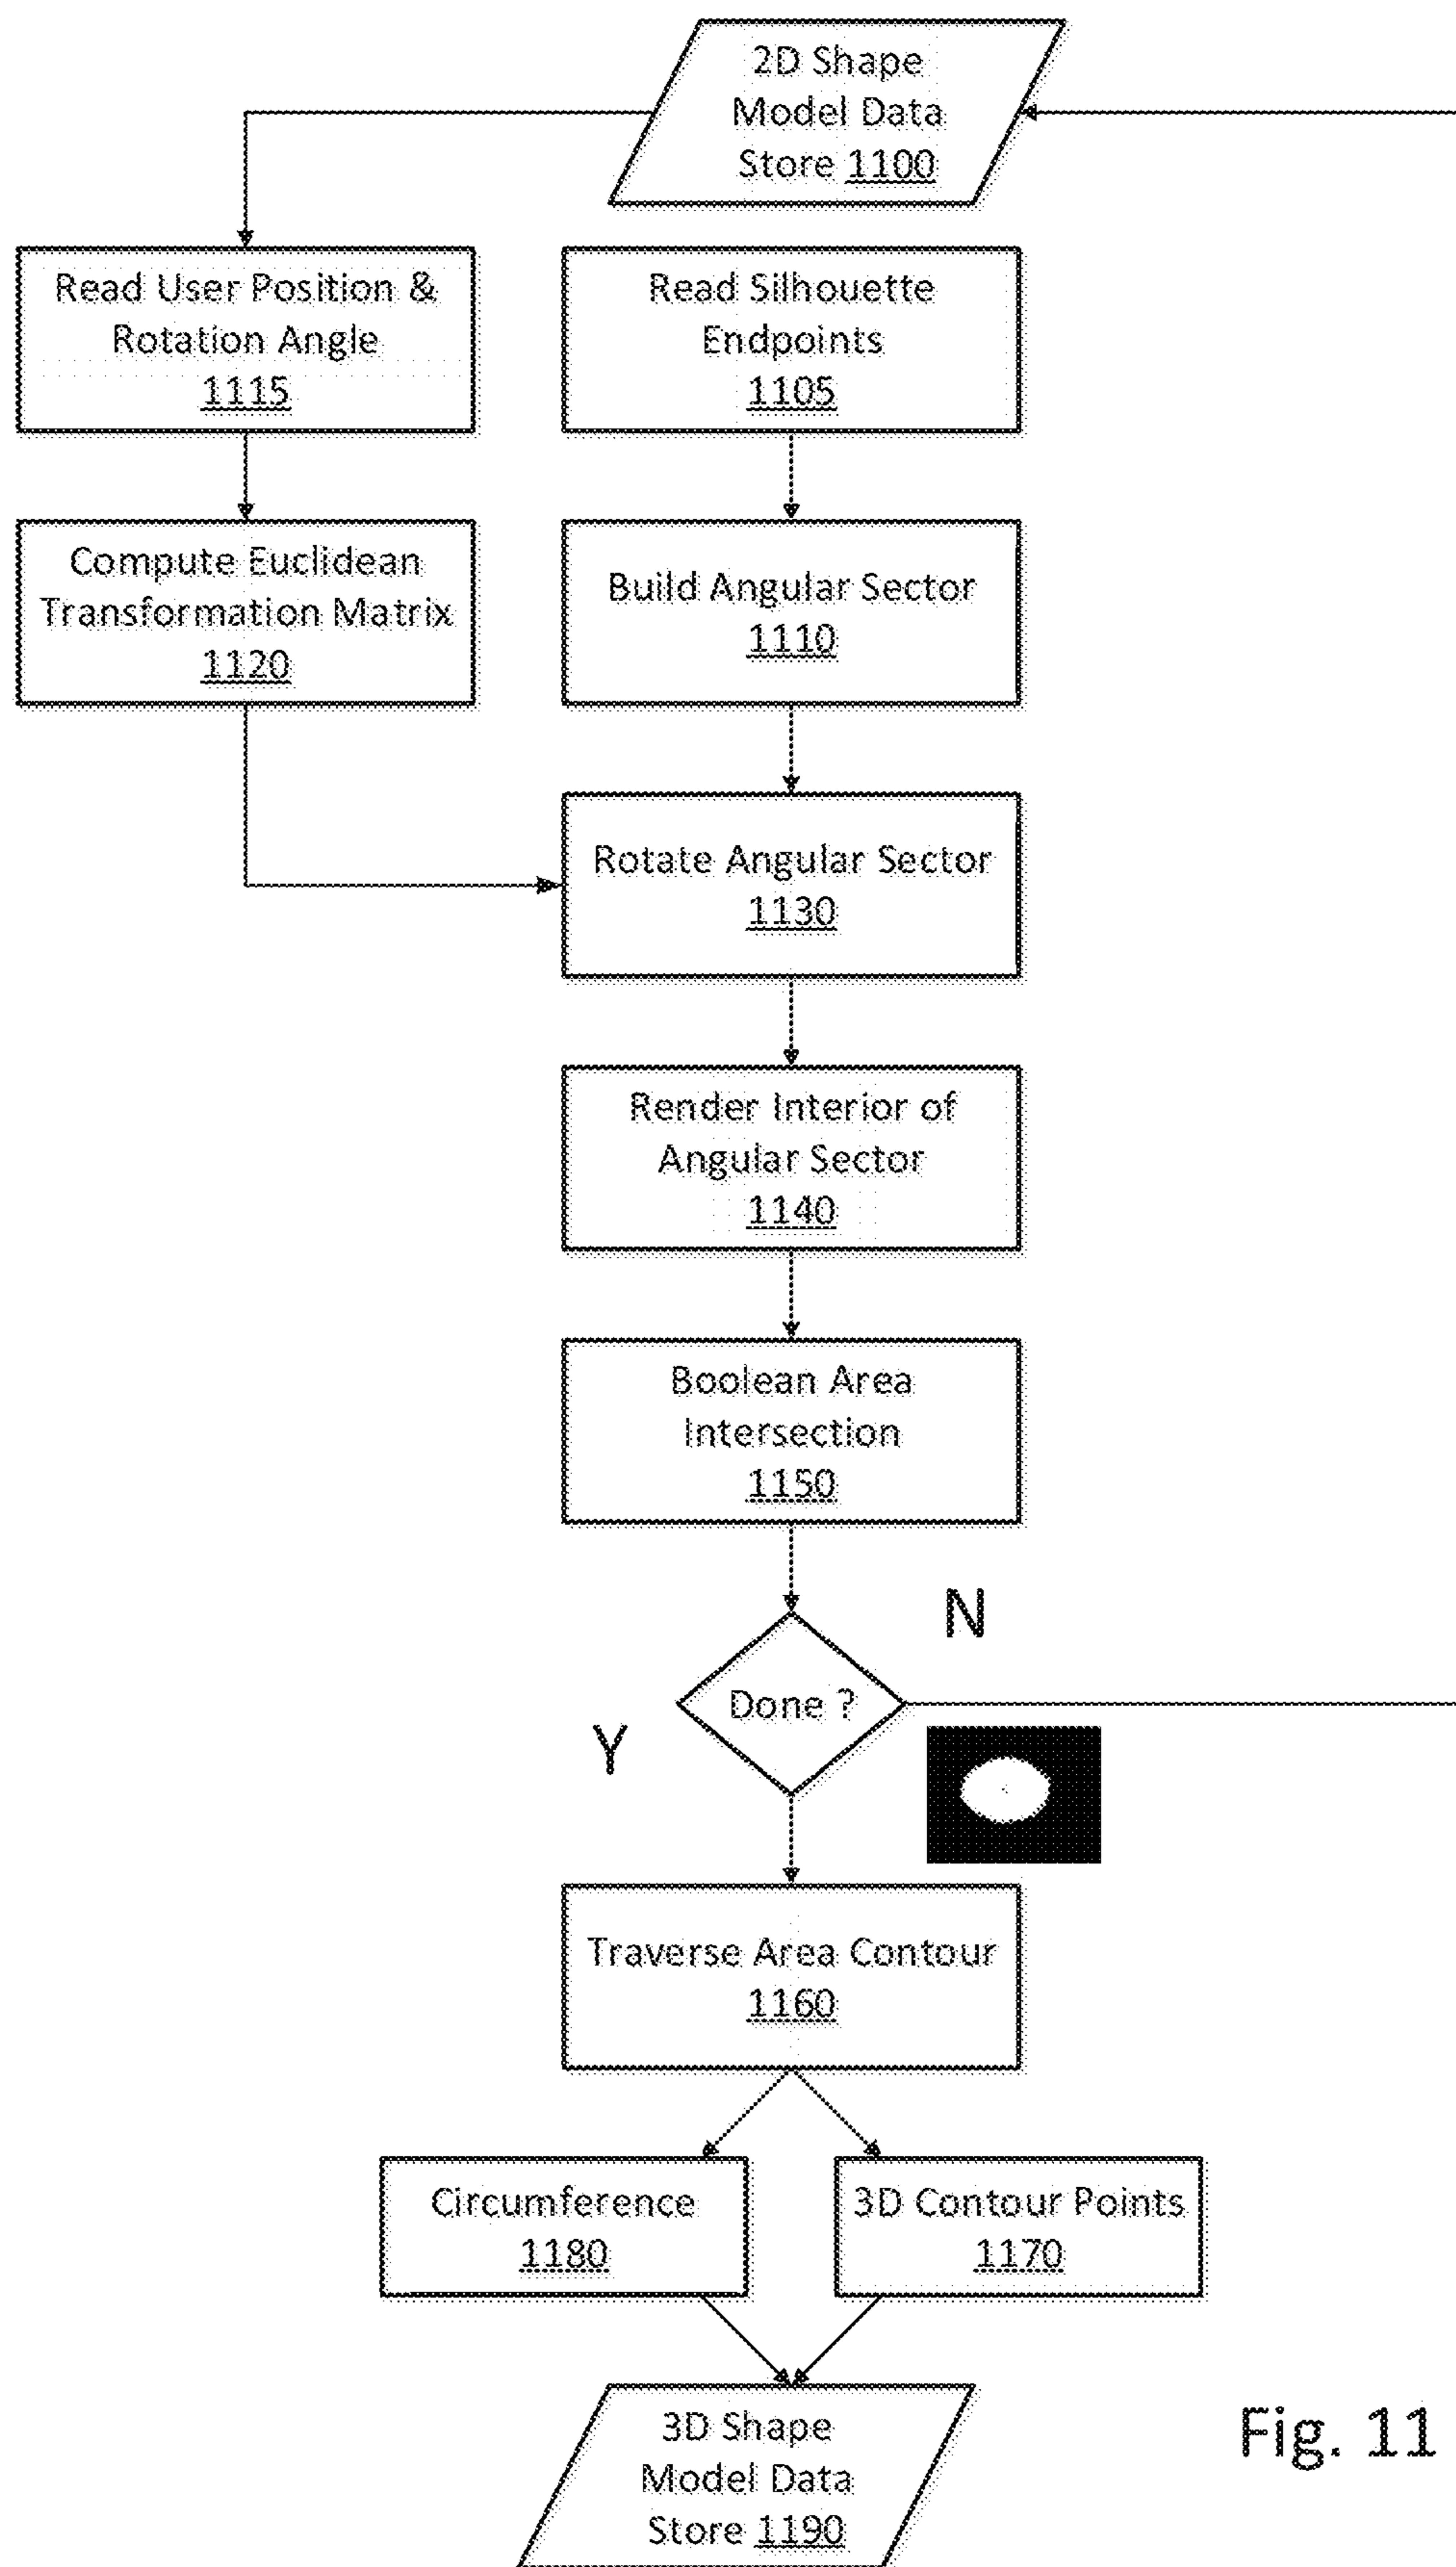 2D Shape
Model Data
Store 1100
Read User Position &
Rotation Angle
1115
Read Silhouette
Endpoints
1105
Compute Euclidean
Transformation Matrix
1120
Build Angular Sector
1110
Rotate Angular Sector
1130
Render Interior of
Angular Sector
1140
Boolean Area
Intersection
1150
N
Done ?
Y
Traverse Area Contour
1160
Circumference
1180
3D Contour Points
1170
3D Shape
Model Data
Store 1190
Fig. 11